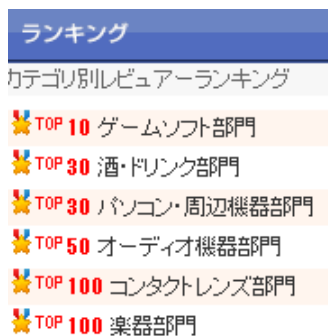 ランキング
カテゴリ別レビュアーランキング
TOP 10 ゲームソフト部門
TOP 30 酒・ドリンク部門
TOP 30 パソコン・周辺機器部門
TOP 50 オーディオ機器部門
TOP 100 コンタクトレンズ部門
TOP 100 楽器部門